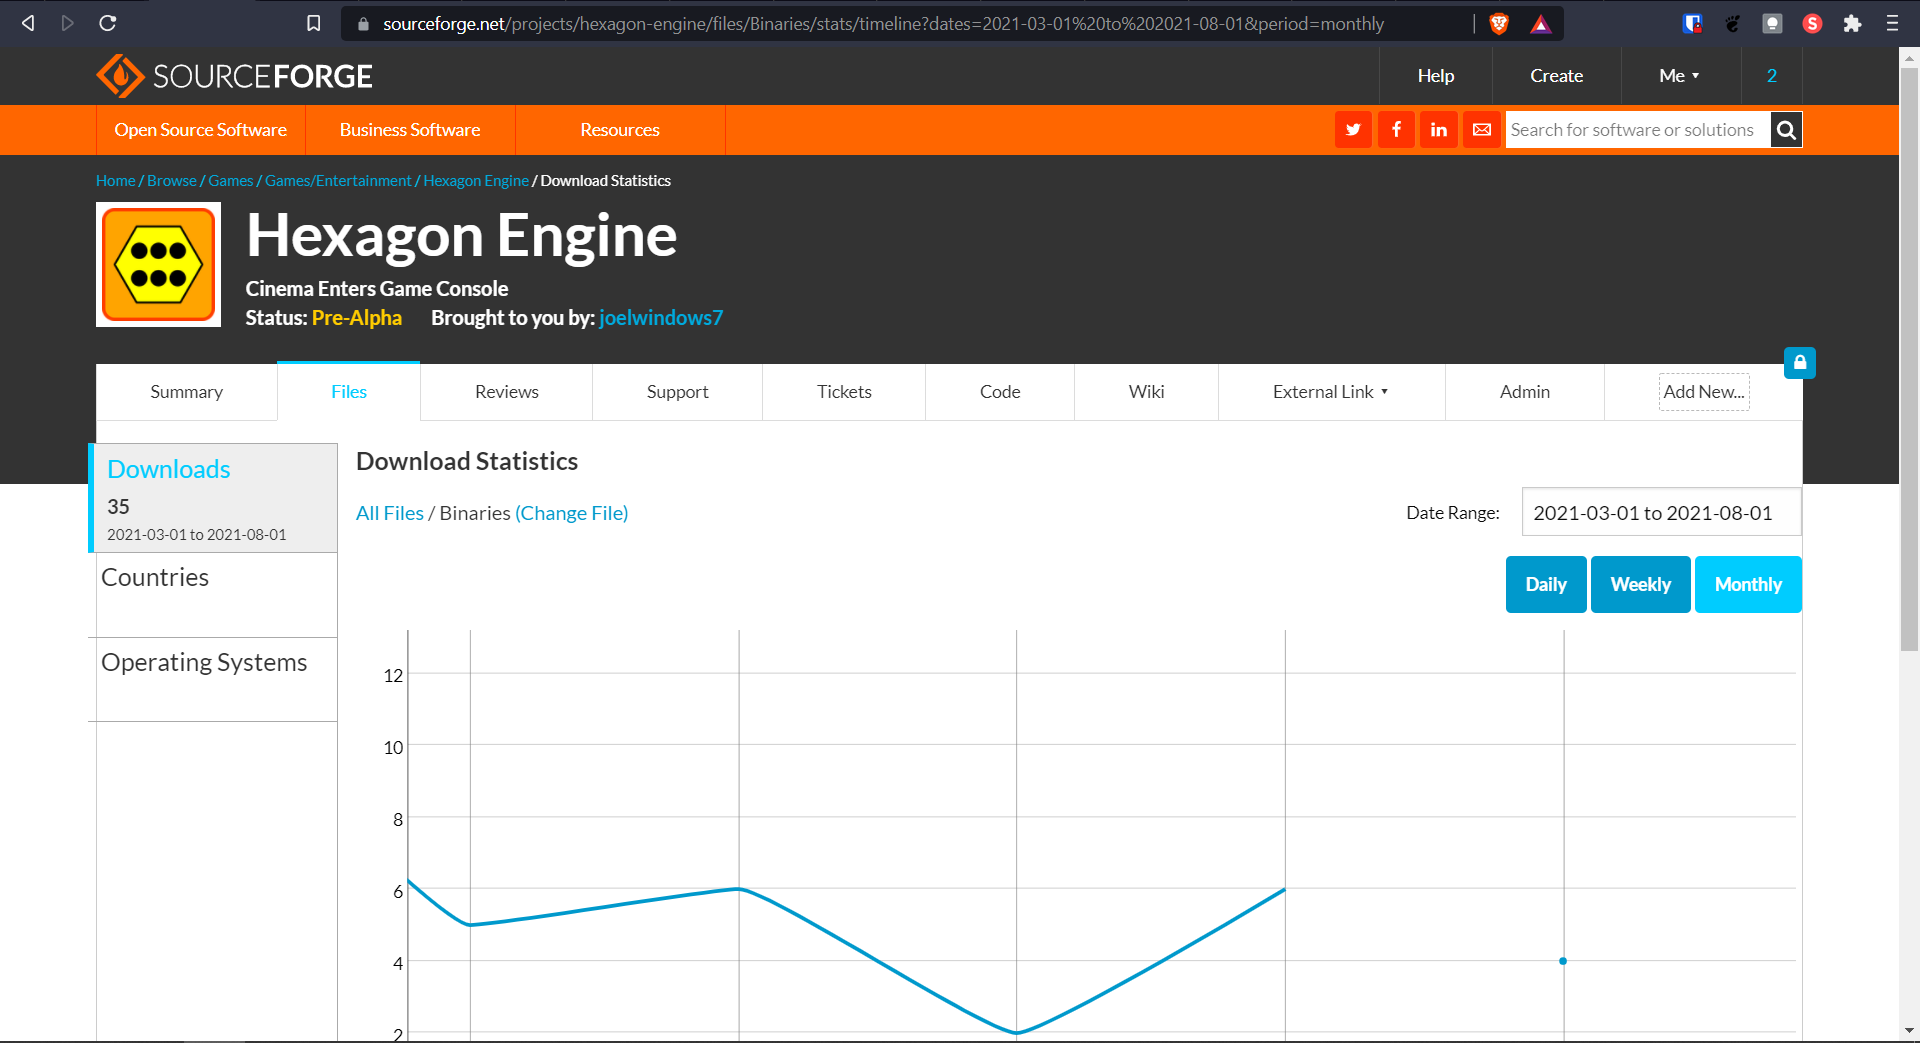 sourceforge.net/projects/hexagon-engine/files/Binaries/stats/timeline?dates=2021-03-01%20to%202021-08-01&period=monthly
S
SOURCEFORGE
Help
Create
Me
2
Open Source Software
Business Software
Resources
Search for software or solutions
Home / Browse / Games / Games/Entertainment / Hexagon Engine / Download Statistics
Hexagon Engine
Cinema Enters Game Console
Status: Pre-Alpha Brought to you by: joelwindows7
Summary
Files
Reviews
Support
Tickets
Code
Wiki
External Link
Admin
Add New...
Downloads
35
2021-03-01 to 2021-08-01
Countries
Operating Systems
Download Statistics
All Files / Binaries (Change File)
Date Range:
2021-03-01 to 2021-08-01
Daily
Weekly
Monthly
12
10
8
6
4
2